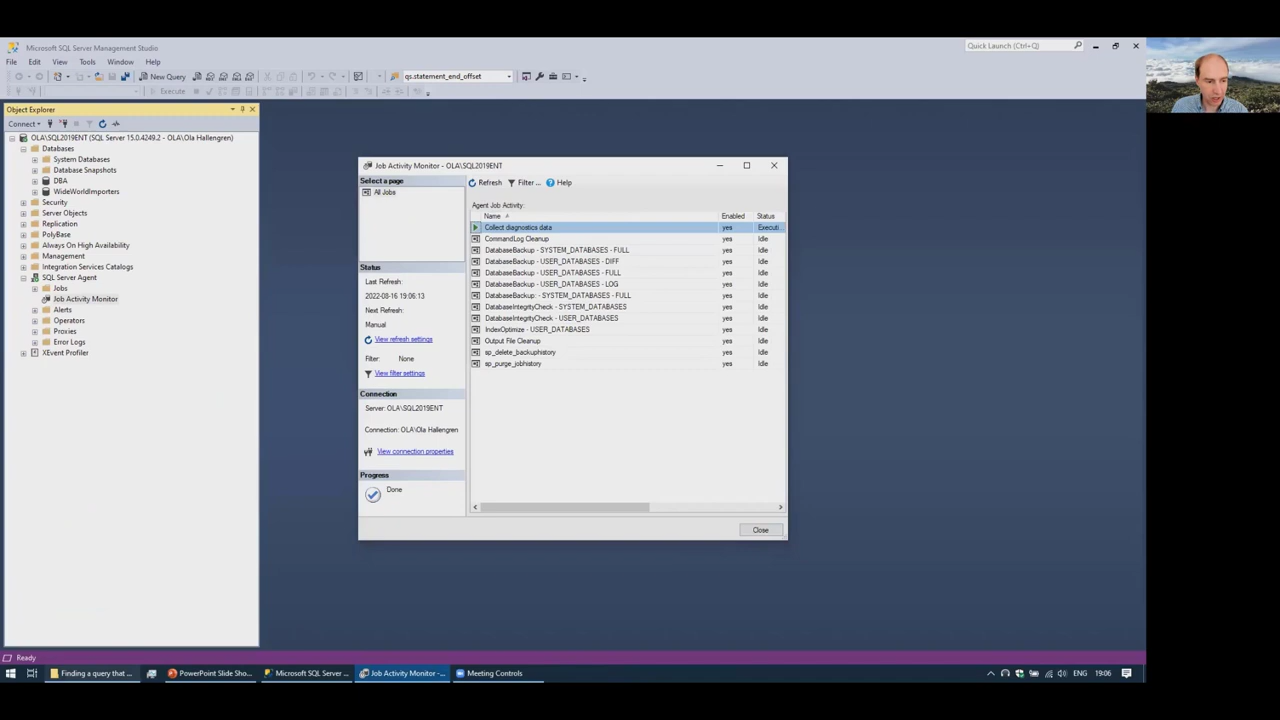 Microsoft SQL Server Management Studio
Quick Launch (Ctrl+Q)
File Edit View Tools Window Help
New Query
qs.statement_end_offset
Execute
Object Explorer
Connect
OLA\SQL2019ENT (SQL Server 15.0.4249.2 - OLA\Ola Hallengren)
Databases
System Databases
Database Snapshots
DBA
WideWorldImporters
Security
Server Objects
Replication
PolyBase
Always On High Availability
Management
Integration Services Catalogs
SQL Server Agent
Jobs
Job Activity Monitor
Alerts
Operators
Proxies
Error Logs
XEvent Profiler
Job Activity Monitor - OLA\SQL2019ENT
Select a page
All Jobs
Status
Last Refresh:
2022-08-16 19:06:13
Next Refresh:
Manual
View refresh settings
Filter: None
View filter settings
Connection
Server: OLA\SQL2019ENT
Connection: OLA\Ola Hallengren
View connection properties
Progress
Done
Refresh Filter ... Help
Agent Job Activity:
Name Enabled Status
Collect diagnostics data yes Executi...
CommandLog Cleanup yes Idle
DatabaseBackup - SYSTEM_DATABASES - FULL yes Idle
DatabaseBackup - USER_DATABASES - DIFF yes Idle
DatabaseBackup - USER_DATABASES - FULL yes Idle
DatabaseBackup - USER_DATABASES - LOG yes Idle
DatabaseBackup: - SYSTEM_DATABASES - FULL yes Idle
DatabaseIntegrityCheck - SYSTEM_DATABASES yes Idle
DatabaseIntegrityCheck - USER_DATABASES yes Idle
IndexOptimize - USER_DATABASES yes Idle
Output File Cleanup yes Idle
sp_delete_backuphistory yes Idle
sp_purge_jobhistory yes Idle
Close
Ready
Finding a query that ... PowerPoint Slide Sho... Microsoft SQL Server ... Job Activity Monitor -... Meeting Controls ENG 19:06